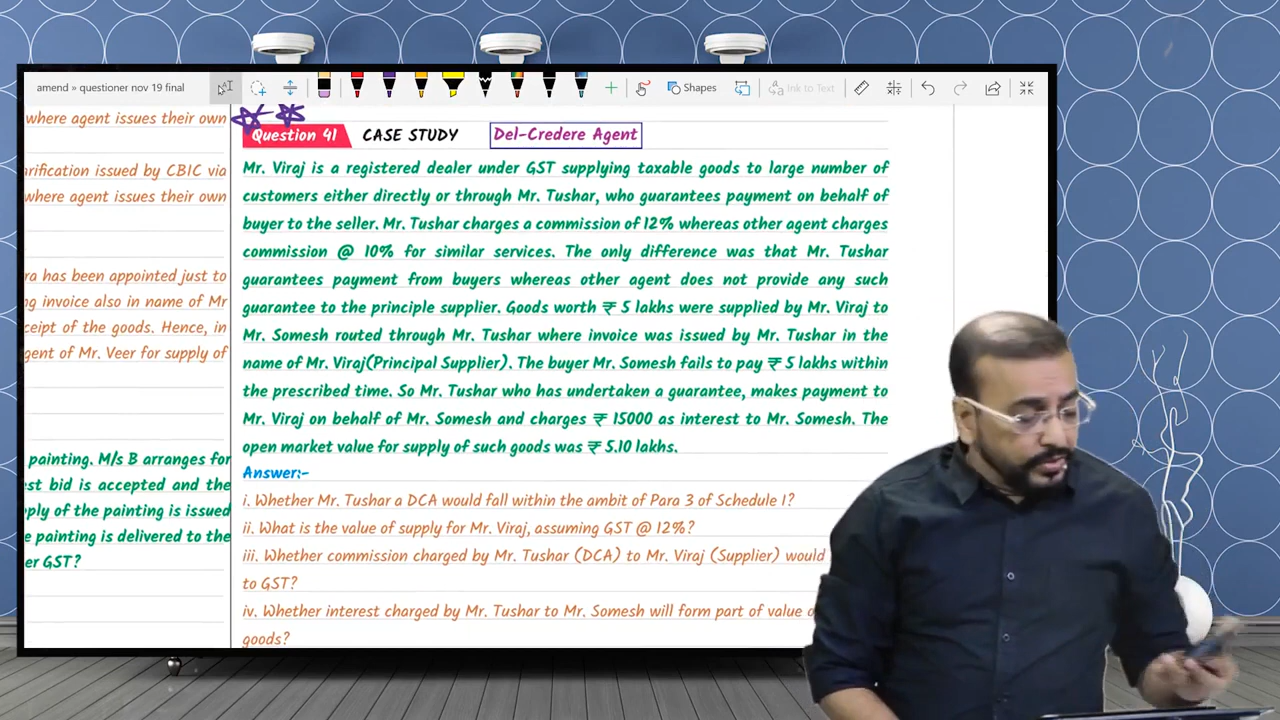 amend » questioner nov 19 final
Shapes
Ink to Text
where agent issues their own
rification issued by CBIC via
where agent issues their own
ra has been appointed just to
ng invoice also in name of Mr
ceipt of the goods. Hence, in
gent of Mr. Veer for supply of
painting. M/s B arranges for
est bid is accepted and the
ply of the painting is issued
e painting is delivered to the
er GST?
Question 41 CASE STUDY Del-Credere Agent
Mr. Viraj is a registered dealer under GST supplying taxable goods to large number of
customers either directly or through Mr. Tushar, who guarantees payment on behalf of
buyer to the seller. Mr. Tushar charges a commission of 12% whereas other agent charges
commission @ 10% for similar services. The only difference was that Mr. Tushar
guarantees payment from buyers whereas other agent does not provide any such
guarantee to the principle supplier. Goods worth ₹ 5 lakhs were supplied by Mr. Viraj to
Mr. Somesh routed through Mr. Tushar where invoice was issued by Mr. Tushar in the
name of Mr. Viraj(Principal Supplier). The buyer Mr. Somesh fails to pay ₹ 5 lakhs within
the prescribed time. So Mr. Tushar who has undertaken a guarantee, makes payment to
Mr. Viraj on behalf of Mr. Somesh and charges ₹ 15000 as interest to Mr. Somesh. The
open market value for supply of such goods was ₹ 5.10 lakhs.
Answer:-
i. Whether Mr. Tushar a DCA would fall within the ambit of Para 3 of Schedule I?
ii. What is the value of supply for Mr. Viraj, assuming GST @ 12%?
iii. Whether commission charged by Mr. Tushar (DCA) to Mr. Viraj (Supplier) would
to GST?
iv. Whether interest charged by Mr. Tushar to Mr. Somesh will form part of value
goods?